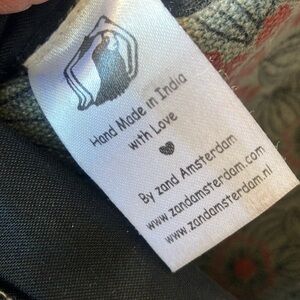 Hand Made in India
with Love
By zand Amsterdam
www.zandamsterdam.com
www.zandamsterdam.nl